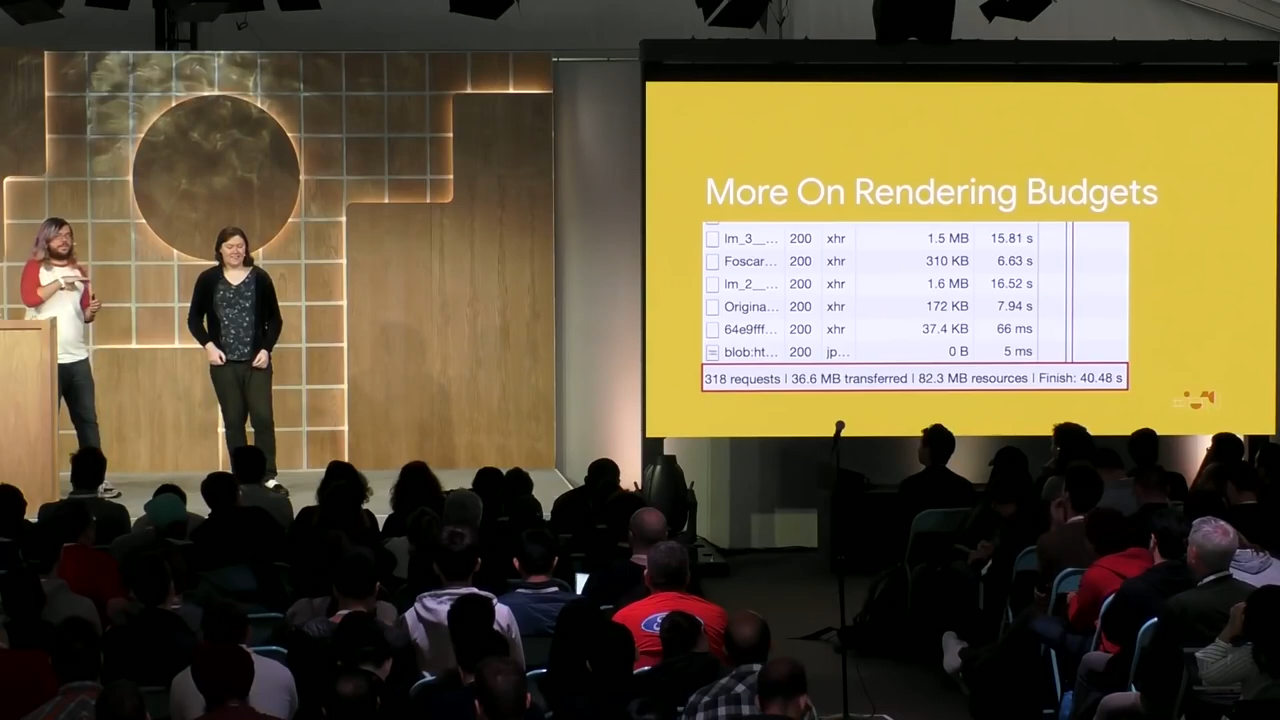 More On Rendering Budgets
lm_3__... 200 xhr 1.5 MB 15.81 s
Foscar... 200 xhr 310 KB 6.63 s
lm_2__... 200 xhr 1.6 MB 16.52 s
Origina... 200 xhr 172 KB 7.94 s
64e9fff... 200 xhr 37.4 KB 66 ms
blob:ht... 200 jp... 0 B 5 ms
318 requests | 36.6 MB transferred | 82.3 MB resources | Finish: 40.48 s